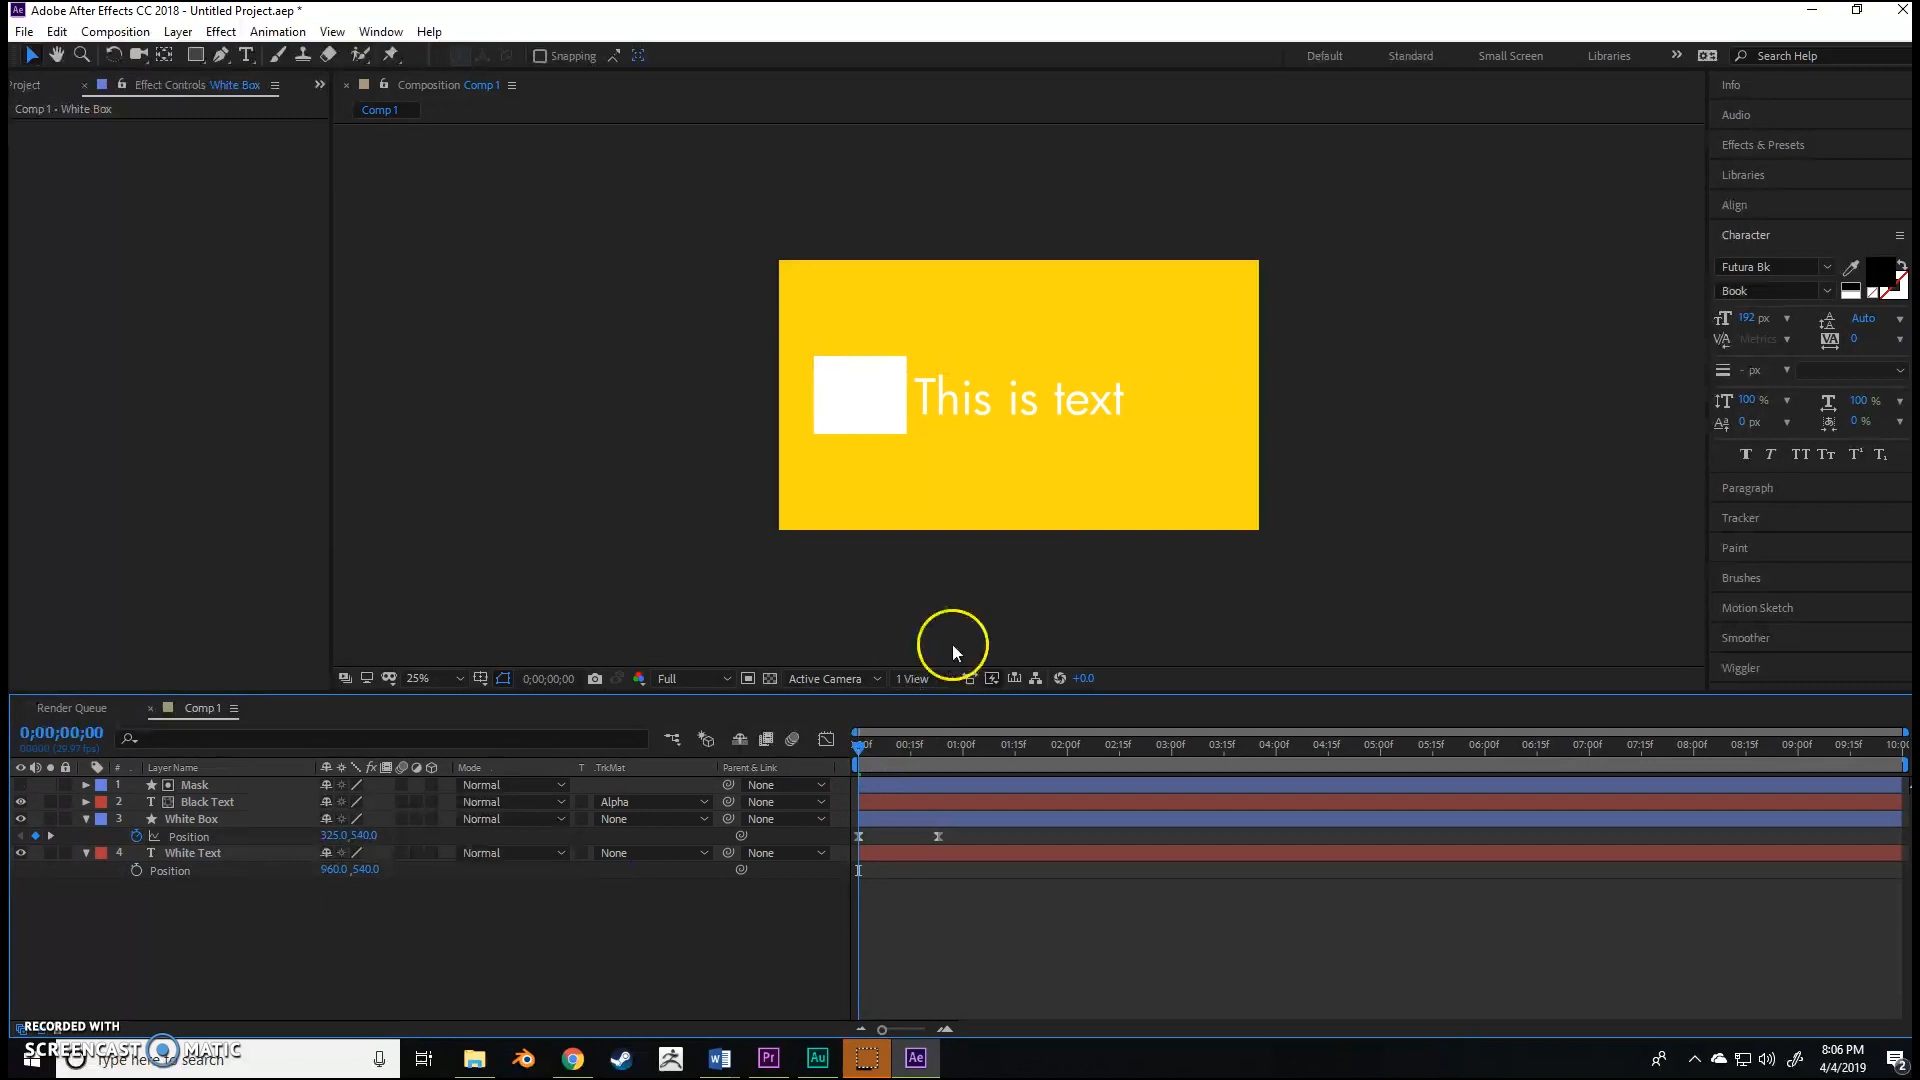 Adobe After Effects CC 2018 - Untitled Project.aep *
File Edit Composition Layer Effect Animation View Window Help
Snapping
Default Standard Small Screen Libraries
Search Help
roject
Effect Controls White Box
Composition Comp 1
Comp 1 • White Box
Comp 1
Info
Audio
Effects & Presets
Libraries
Align
Character
Futura Bk
Book
192 px
Auto
Metrics
0
- px
100 %
100 %
0 px
0 %
Paragraph
Tracker
Paint
Brushes
Motion Sketch
Smoother
Wiggler
This is text
25%
0;00;00;00
Full
Active Camera
1 View
+0.0
Render Queue
Comp 1
0;00;00;00
00000 (29.97 fps)
:00f 00:15f 01:00f 01:15f 02:00f 02:15f 03:00f 03:15f 04:00f 04:15f 05:00f 05:15f 06:00f 06:15f 07:00f 07:15f 08:00f 08:15f 09:00f 09:15f 10:00
# Layer Name Mode T .TrkMat Parent & Link
1 Mask Normal None
2 T Black Text Normal Alpha None
3 White Box Normal None None
Position 325.0,540.0
4 T White Text Normal None None
Position 960.0,540.0
RECORDED WITH
SCREENCAST MATIC
Type here to search
Pr
Au
Ae
8:06 PM
4/4/2019
2